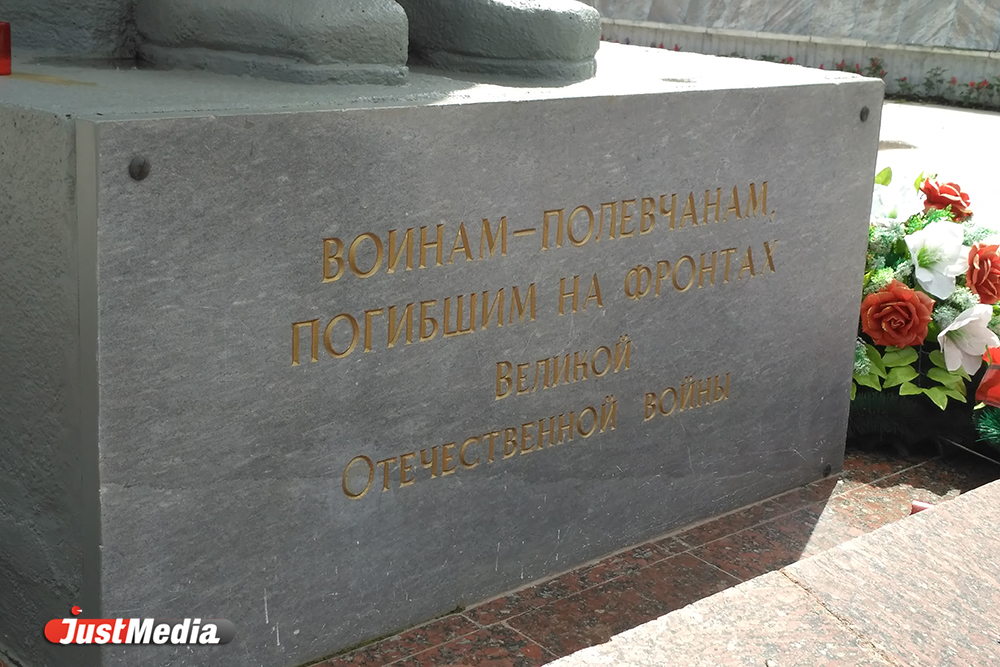 ВОИНАМ–ПОЛЕВЧАНАМ,
ПОГИБШИМ НА ФРОНТАХ
ВЕЛИКОЙ
ОТЕЧЕСТВЕННОЙ ВОЙНЫ
JUSTMEDIA